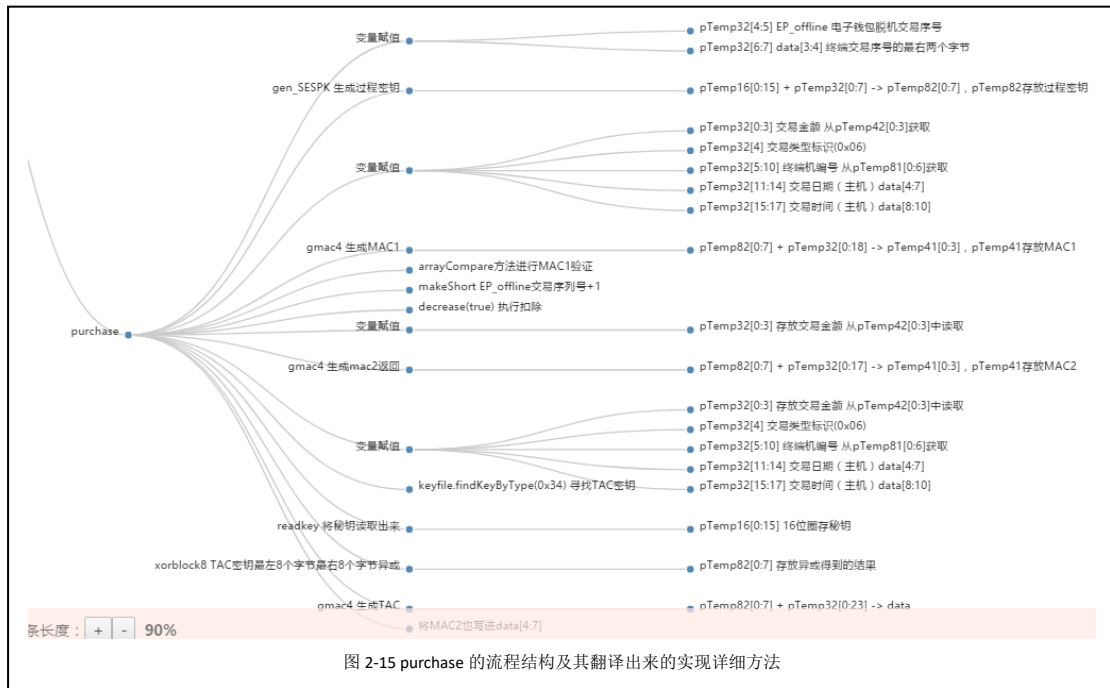 pTemp32[4:5] EP_offline 电子钱包脱机交易序号
变量赋值
pTemp32[6:7] data[3:4] 终端交易序号的最右两个字节
gen_SESPK 生成过程密钥
pTemp16[0:15] + pTemp32[0:7] -> pTemp82[0:7]，pTemp82存放过程密钥
pTemp32[0:3] 交易金额 从pTemp42[0:3]获取
pTemp32[4] 交易类型标识(0x06)
变量赋值
pTemp32[5:10] 终端机编号 从pTemp81[0:6]获取
pTemp32[11:14] 交易日期（主机）data[4:7]
pTemp32[15:17] 交易时间（主机）data[8:10]
gmac4 生成MAC1
pTemp82[0:7] + pTemp32[0:18] -> pTemp41[0:3]，pTemp41存放MAC1
arrayCompare方法进行MAC1验证
makeShort EP_offline交易序列号+1
decrease(true) 执行扣除
purchase
变量赋值
pTemp32[0:3] 存放交易金额 从pTemp42[0:3]中读取
gmac4 生成mac2返回
pTemp82[0:7] + pTemp32[0:17] -> pTemp41[0:3]，pTemp41存放MAC2
pTemp32[0:3] 存放交易金额 从pTemp42[0:3]中读取
pTemp32[4] 交易类型标识(0x06)
变量赋值
pTemp32[5:10] 终端机编号 从pTemp81[0:6]获取
pTemp32[11:14] 交易日期（主机）data[4:7]
keyfile.findKeyByType(0x34) 寻找TAC密钥
pTemp32[15:17] 交易时间（主机）data[8:10]
readkey 将秘钥读取出来
pTemp16[0:15] 16位圈存秘钥
xorblock8 TAC密钥最左8个字节最右8个字节异或
pTemp82[0:7] 存放异或得到的结果
gmac4 生成TAC
pTemp82[0:7] + pTemp32[0:23] -> data
将MAC2也写进data[4:7]
条长度： + - 90%
图 2-15 purchase 的流程结构及其翻译出来的实现详细方法